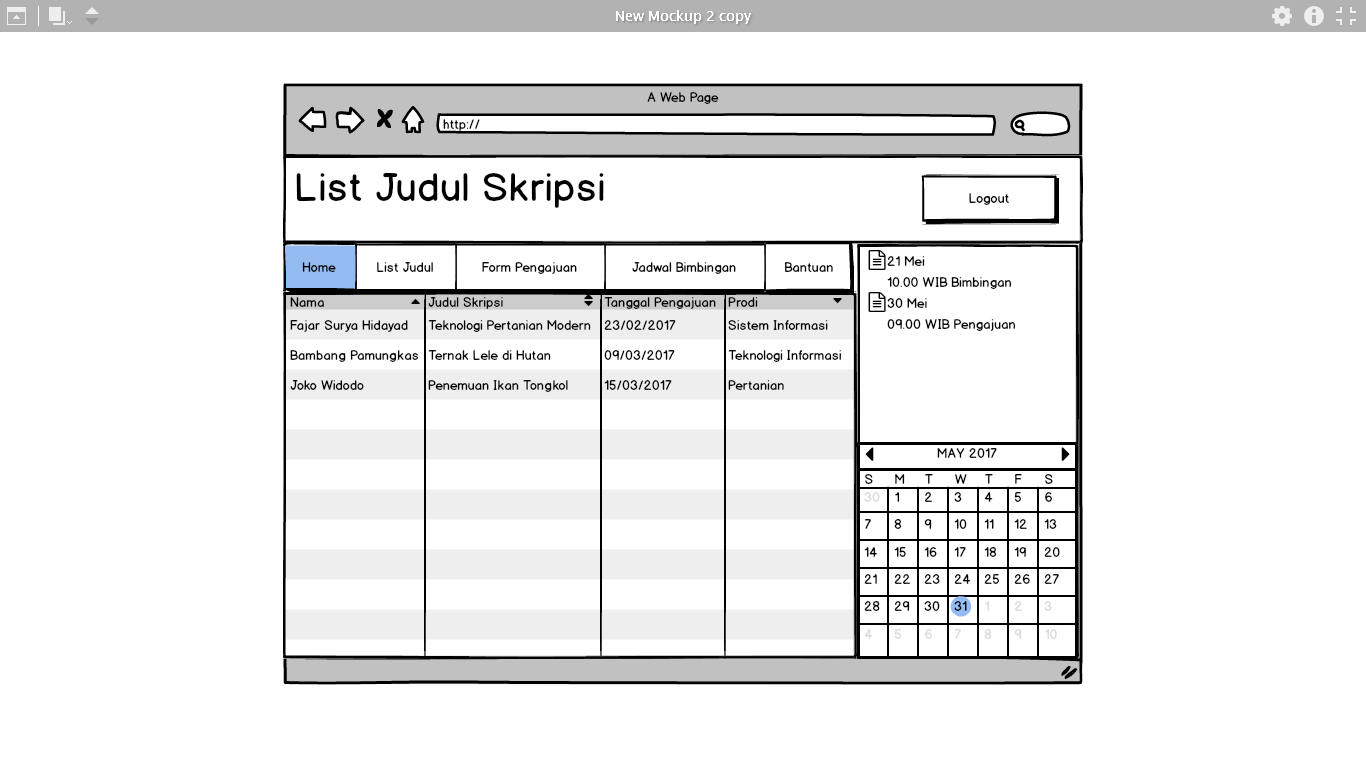 New Mockup 2 copy
A Web Page
http://
List Judul Skripsi
Logout
Home List Judul Form Pengajuan Jadwal Bimbingan Bantuan
Nama Judul Skripsi Tanggal Pengajuan Prodi
Fajar Surya Hidayad Teknologi Pertanian Modern 23/02/2017 Sistem Informasi
Bambang Pamungkas Ternak Lele di Hutan 09/03/2017 Teknologi Informasi
Joko Widodo Penemuan Ikan Tongkol 15/03/2017 Pertanian
21 Mei
10.00 WIB Bimbingan
30 Mei
09.00 WIB Pengajuan
MAY 2017
S M T W T F S
30 1 2 3 4 5 6
7 8 9 10 11 12 13
14 15 16 17 18 19 20
21 22 23 24 25 26 27
28 29 30 31 1 2 3
4 5 6 7 8 9 10